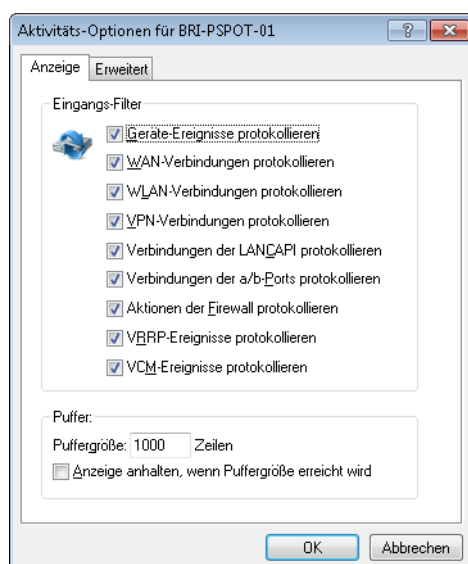 Aktivitäts-Optionen für BRI-PSPOT-01
Anzeige Erweitert
Eingangs-Filter
Geräte-Ereignisse protokollieren
WAN-Verbindungen protokollieren
WLAN-Verbindungen protokollieren
VPN-Verbindungen protokollieren
Verbindungen der LANCAPI protokollieren
Verbindungen der a/b-Ports protokollieren
Aktionen der Firewall protokollieren
VRRP-Ereignisse protokollieren
VCM-Ereignisse protokollieren
Puffer:
Puffergröße: 1000 Zeilen
Anzeige anhalten, wenn Puffergröße erreicht wird
OK Abbrechen